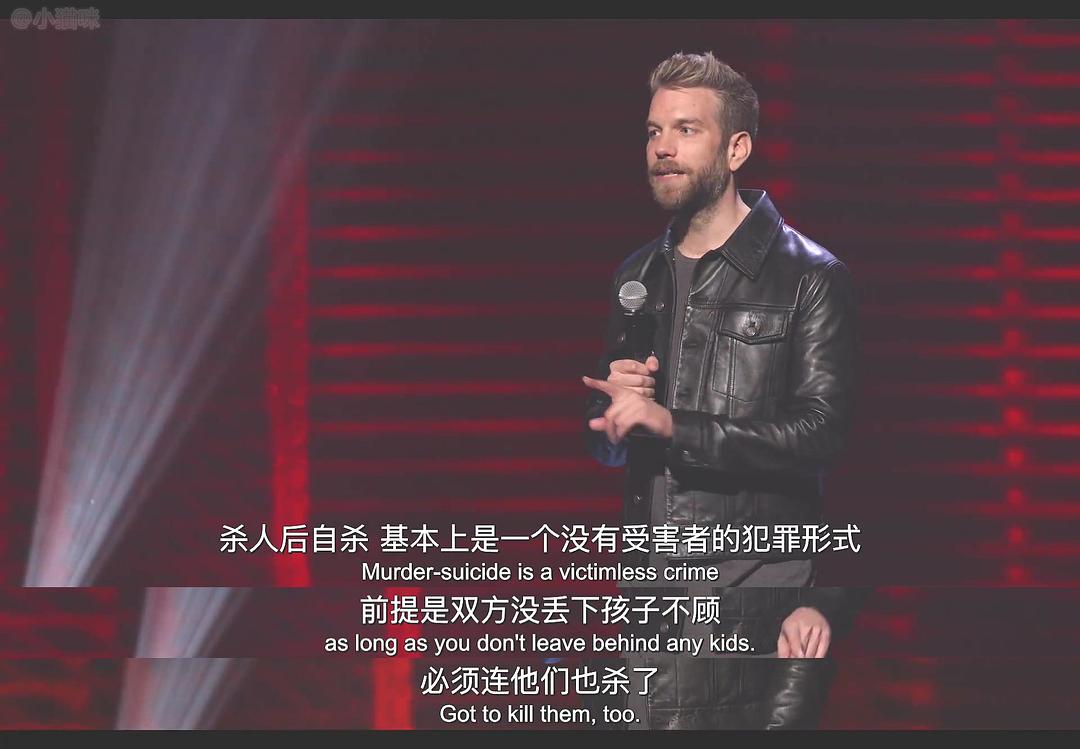 @小猫咪
杀人后自杀 基本上是一个没有受害者的犯罪形式
Murder-suicide is a victimless crime
前提是双方没丢下孩子不顾
as long as you don't leave behind any kids.
必须连他们也杀了
Got to kill them, too.